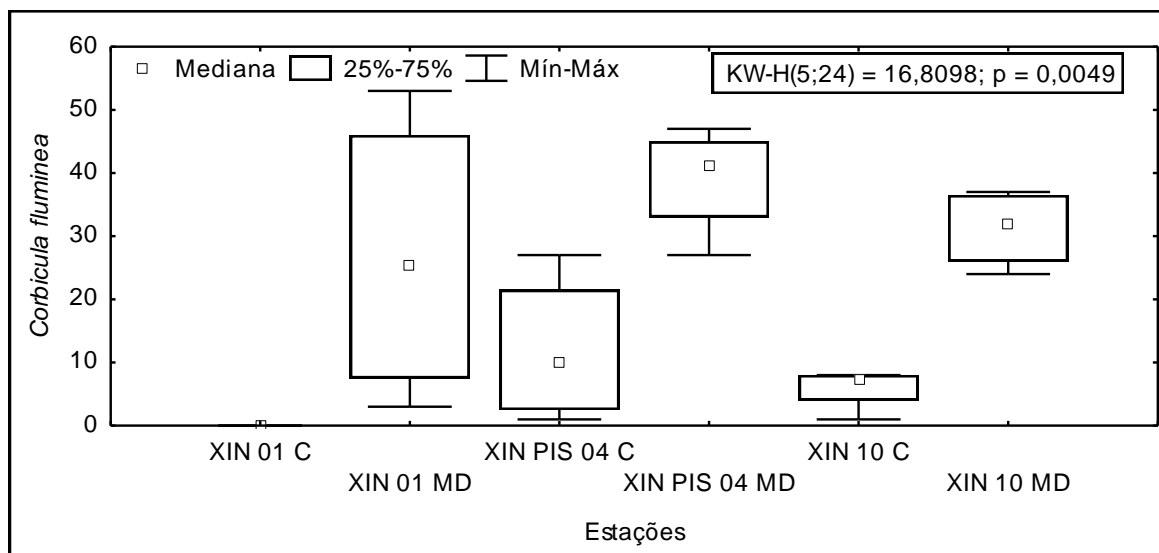 Mediana 25%-75% Mín-Máx
KW-H(5;24) = 16,8098; p = 0,0049
60
50
40
30
20
10
0
Corbicula fluminea
XIN 01 C
XIN 01 MD
XIN PIS 04 C
XIN PIS 04 MD
XIN 10 C
XIN 10 MD
Estações